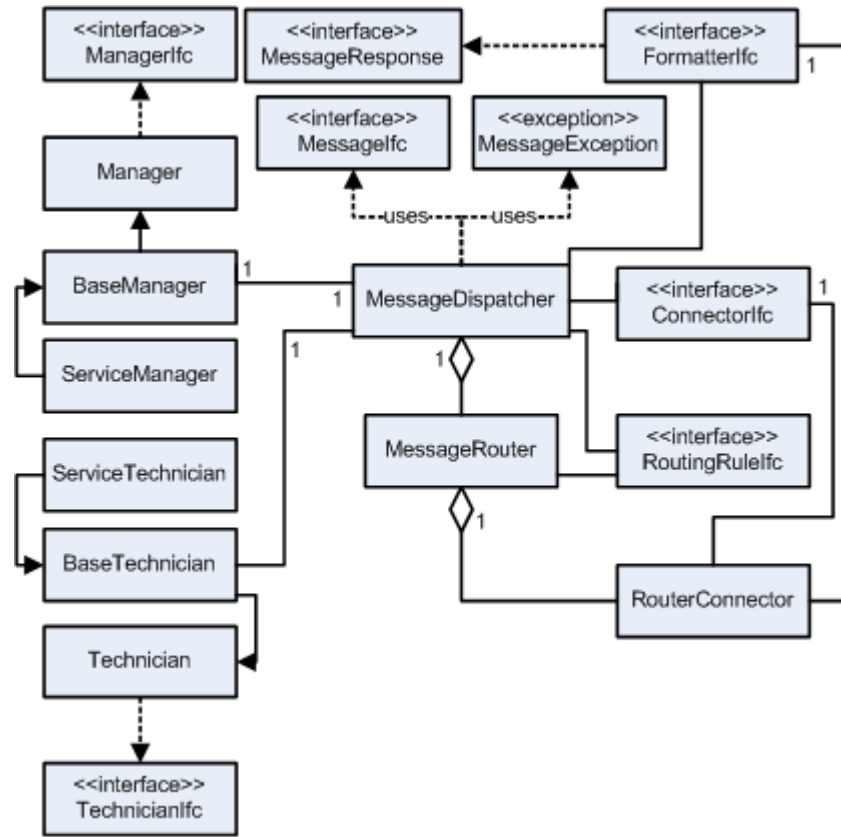 <<interface>>
ManagerIfc
<<interface>>
MessageResponse
<<interface>>
FormatterIfc
1
<<interface>>
MessageIfc
<<exception>>
MessageException
Manager
uses
uses
BaseManager
1
1
MessageDispatcher
<<interface>>
ConnectorIfc
1
1
1
ServiceManager
MessageRouter
<<interface>>
RoutingRuleIfc
ServiceTechnician
1
BaseTechnician
RouterConnector
Technician
<<interface>>
TechnicianIfc